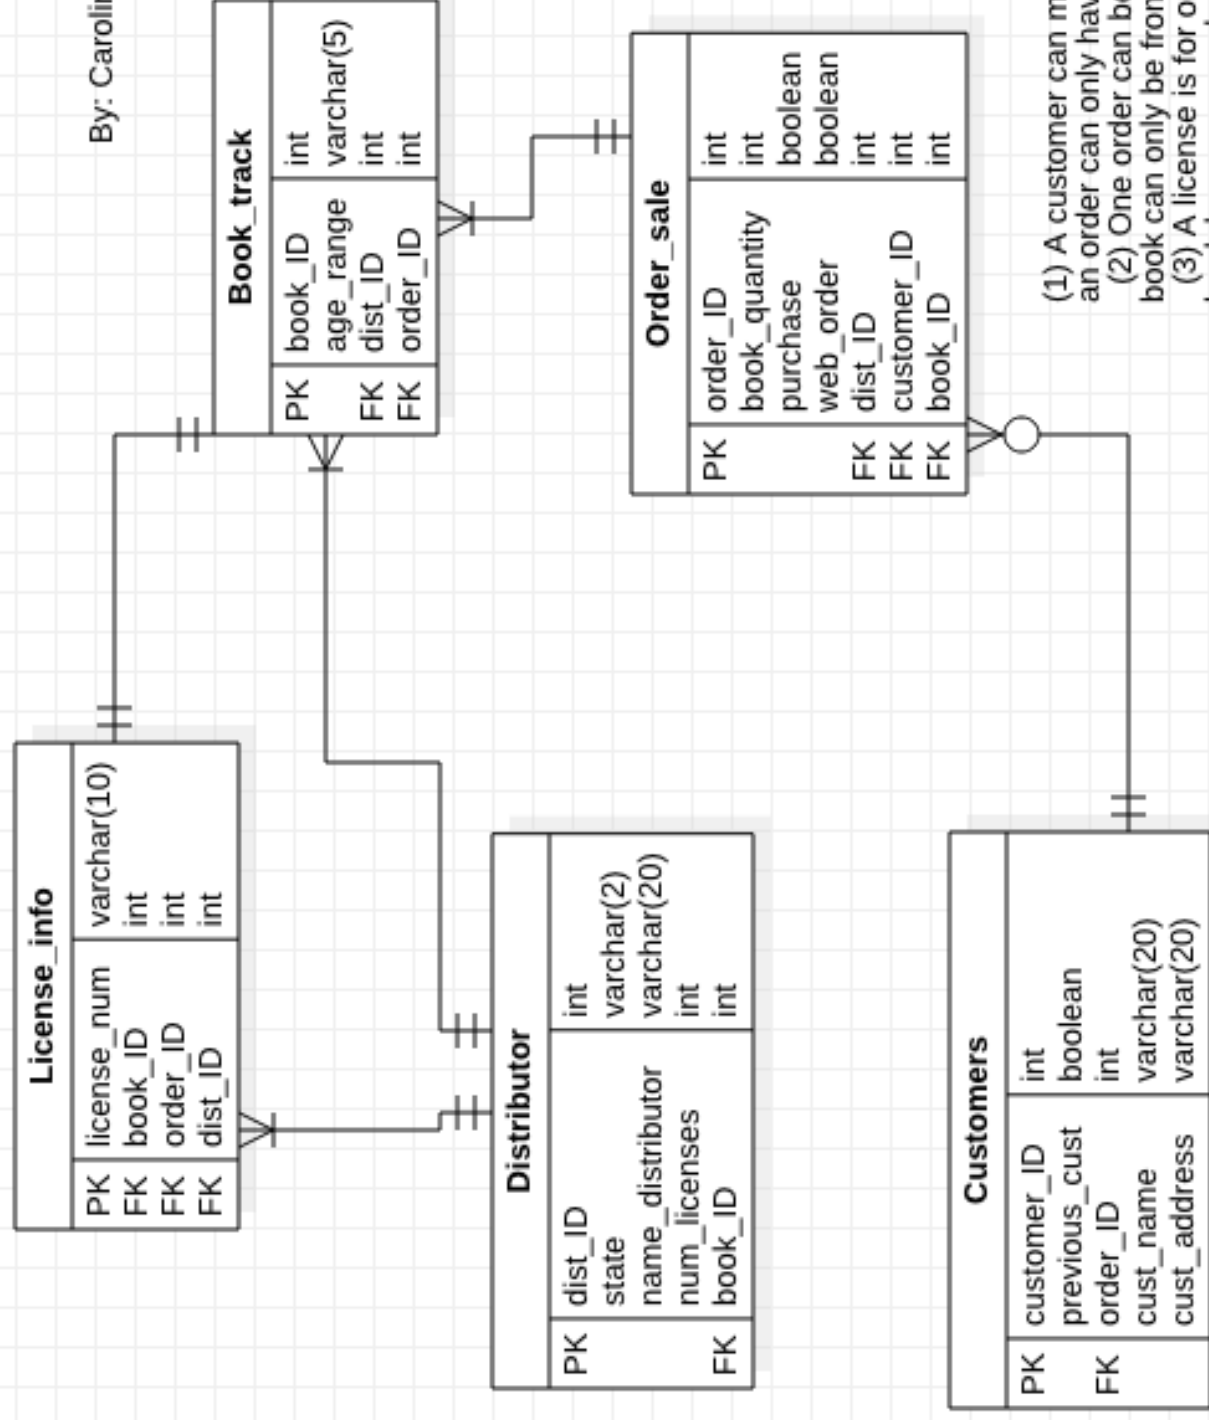 License_info
PK license_num varchar(10)
FK book_ID int
FK order_ID int
FK dist_ID int
By:
Book_track
PK book_ID int
age_range varchar(5)
FK dist_ID int
FK order_ID int
Distributor
PK dist_ID int
state varchar(2)
name_distributor varchar(20)
num_licenses int
FK book_ID int
Order_sale
PK order_ID int
book_quantity int
purchase boolean
web_order boolean
FK dist_ID int
FK customer_ID int
FK book_ID int
Customers
PK customer_ID int
previous_cust boolean
FK order_ID int
cust_name varchar(20)
cust_address varchar(20)
(1) A customer can
an order can only
(2) One order can
book can only be
(3) A license is for